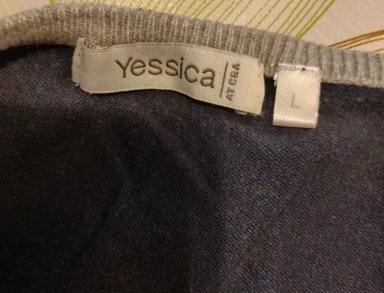 Yessica
AT C&A
L